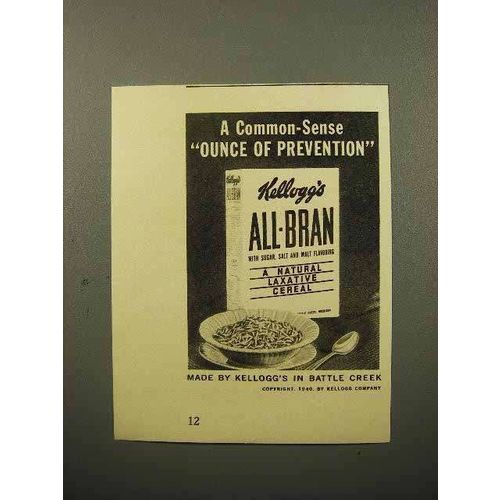 A Common-Sense
"OUNCE OF PREVENTION"
Kellogg's
Kellogg's
ALL-BRAN
WITH SUGAR, SALT AND MALT FLAVORING
A NATURAL
LAXATIVE
CEREAL
MADE BY KELLOGG'S IN BATTLE CREEK
COPYRIGHT, 1940, BY KELLOGG COMPANY
12